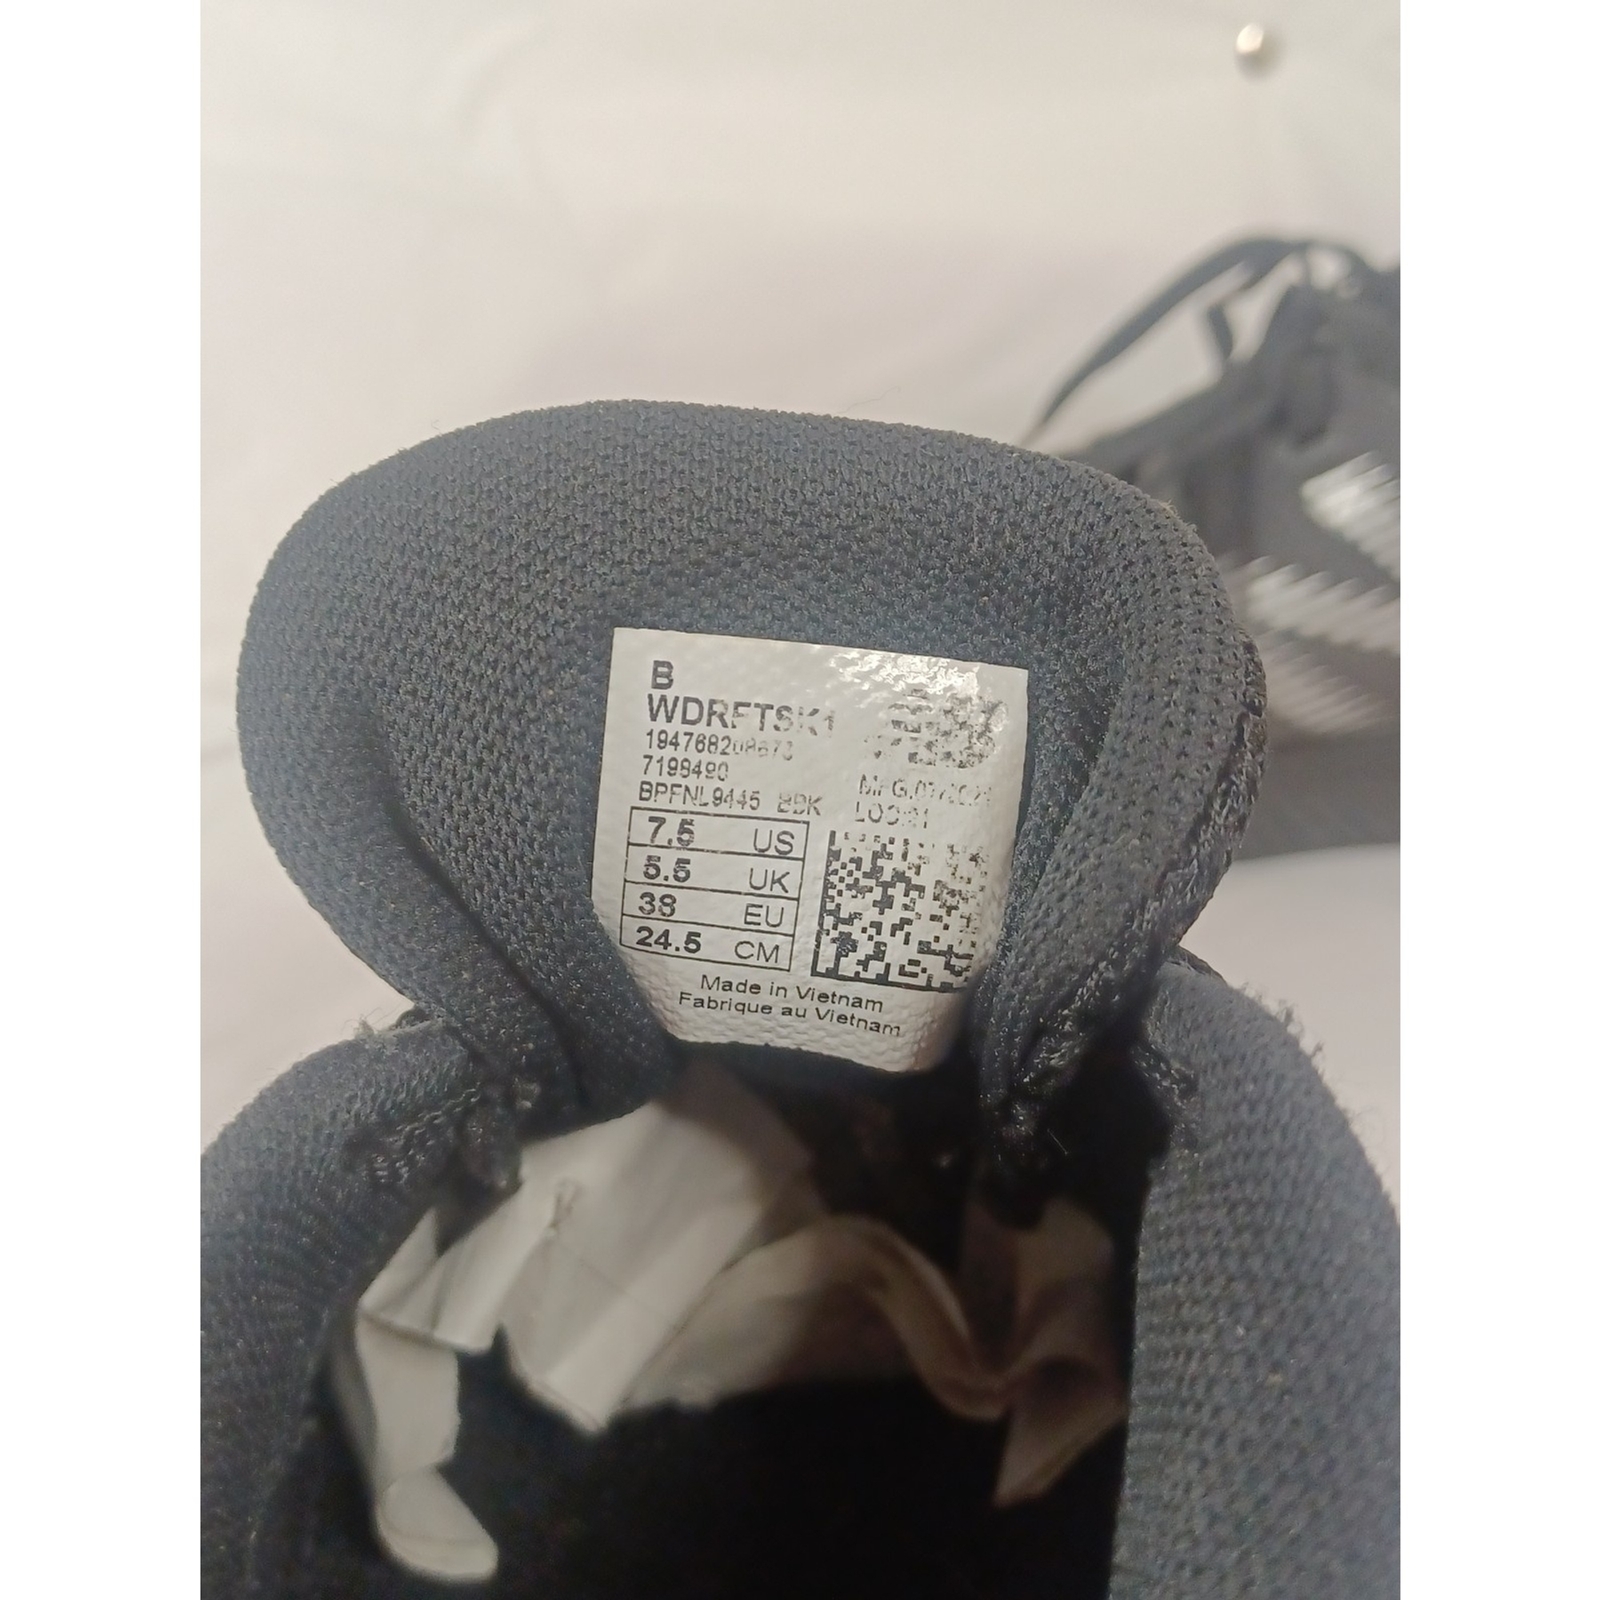 B
WDRFTSK1
7198490
BPFNL9445 BBK
7.5 US
5.5 UK
38 EU
24.5 CM
Made in Vietnam
Fabrique au Vietnam